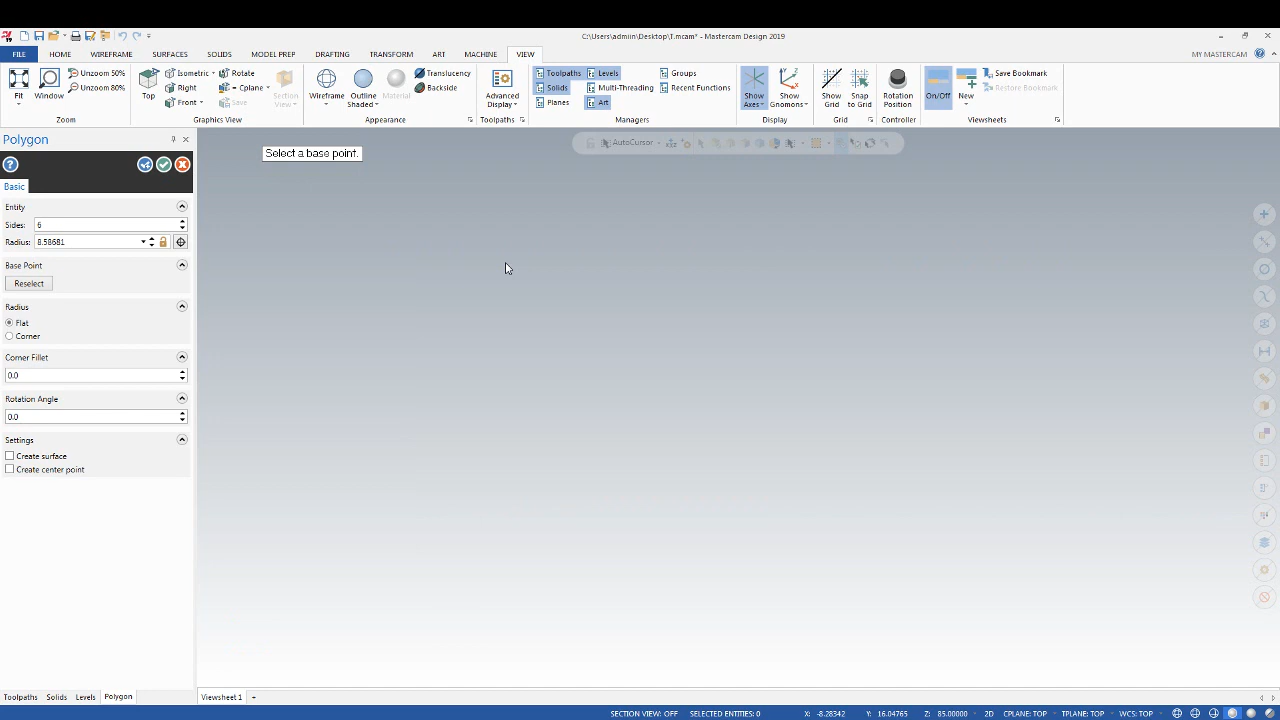 C:\Users\admiin\Desktop\T.mcam* - Mastercam Design 2019
FILE HOME WIREFRAME SURFACES SOLIDS MODEL PREP DRAFTING TRANSFORM ART MACHINE VIEW MY MASTERCAM
Fit
Window
Unzoom 50%
Unzoom 80%
Zoom
Top
Isometric
Right
Front
Rotate
= Cplane
Save
Section View
Graphics View
Wireframe
Outline Shaded
Material
Translucency
Backside
Appearance
Advanced Display
Toolpaths
Toolpaths
Solids
Planes
Levels
Multi-Threading
Art
Groups
Recent Functions
Managers
Show Axes
Show Gnomons
Display
Show Grid
Snap to Grid
Grid
Rotation Position
Controller
On/Off
New
Save Bookmark
Restore Bookmark
Viewsheets
Polygon
Basic
Entity
Sides: 6
Radius: 8.58681
Base Point
Reselect
Radius
Flat
Corner
Corner Fillet
0.0
Rotation Angle
0.0
Settings
Create surface
Create center point
Select a base point.
AutoCursor
Toolpaths Solids Levels Polygon
Viewsheet 1 +
SECTION VIEW: OFF SELECTED ENTITIES: 0 X: -8.28342 Y: 16.04765 Z: 85.00000 2D CPLANE: TOP TPLANE: TOP WCS: TOP